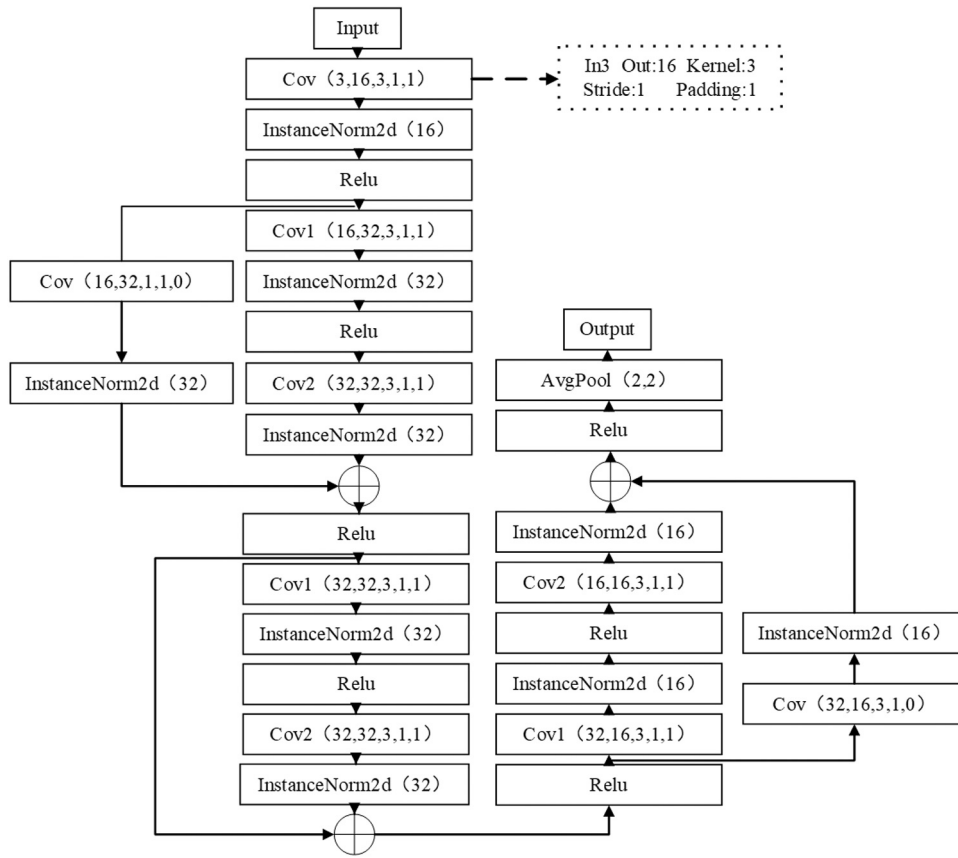 Input
Cov（3,16,3,1,1）
In3 Out:16 Kernel:3
Stride:1 Padding:1
InstanceNorm2d（16）
Relu
Cov1（16,32,3,1,1）
Cov（16,32,1,1,0）
InstanceNorm2d（32）
InstanceNorm2d（32）
Relu
Cov2（32,32,3,1,1）
InstanceNorm2d（32）
Relu
Cov1（32,32,3,1,1）
InstanceNorm2d（32）
Relu
Cov2（32,32,3,1,1）
InstanceNorm2d（32）
Output
AvgPool（2,2）
Relu
InstanceNorm2d（16）
Cov2（16,16,3,1,1）
Relu
InstanceNorm2d（16）
Cov1（32,16,3,1,1）
Relu
InstanceNorm2d（16）
Cov（32,16,3,1,0）